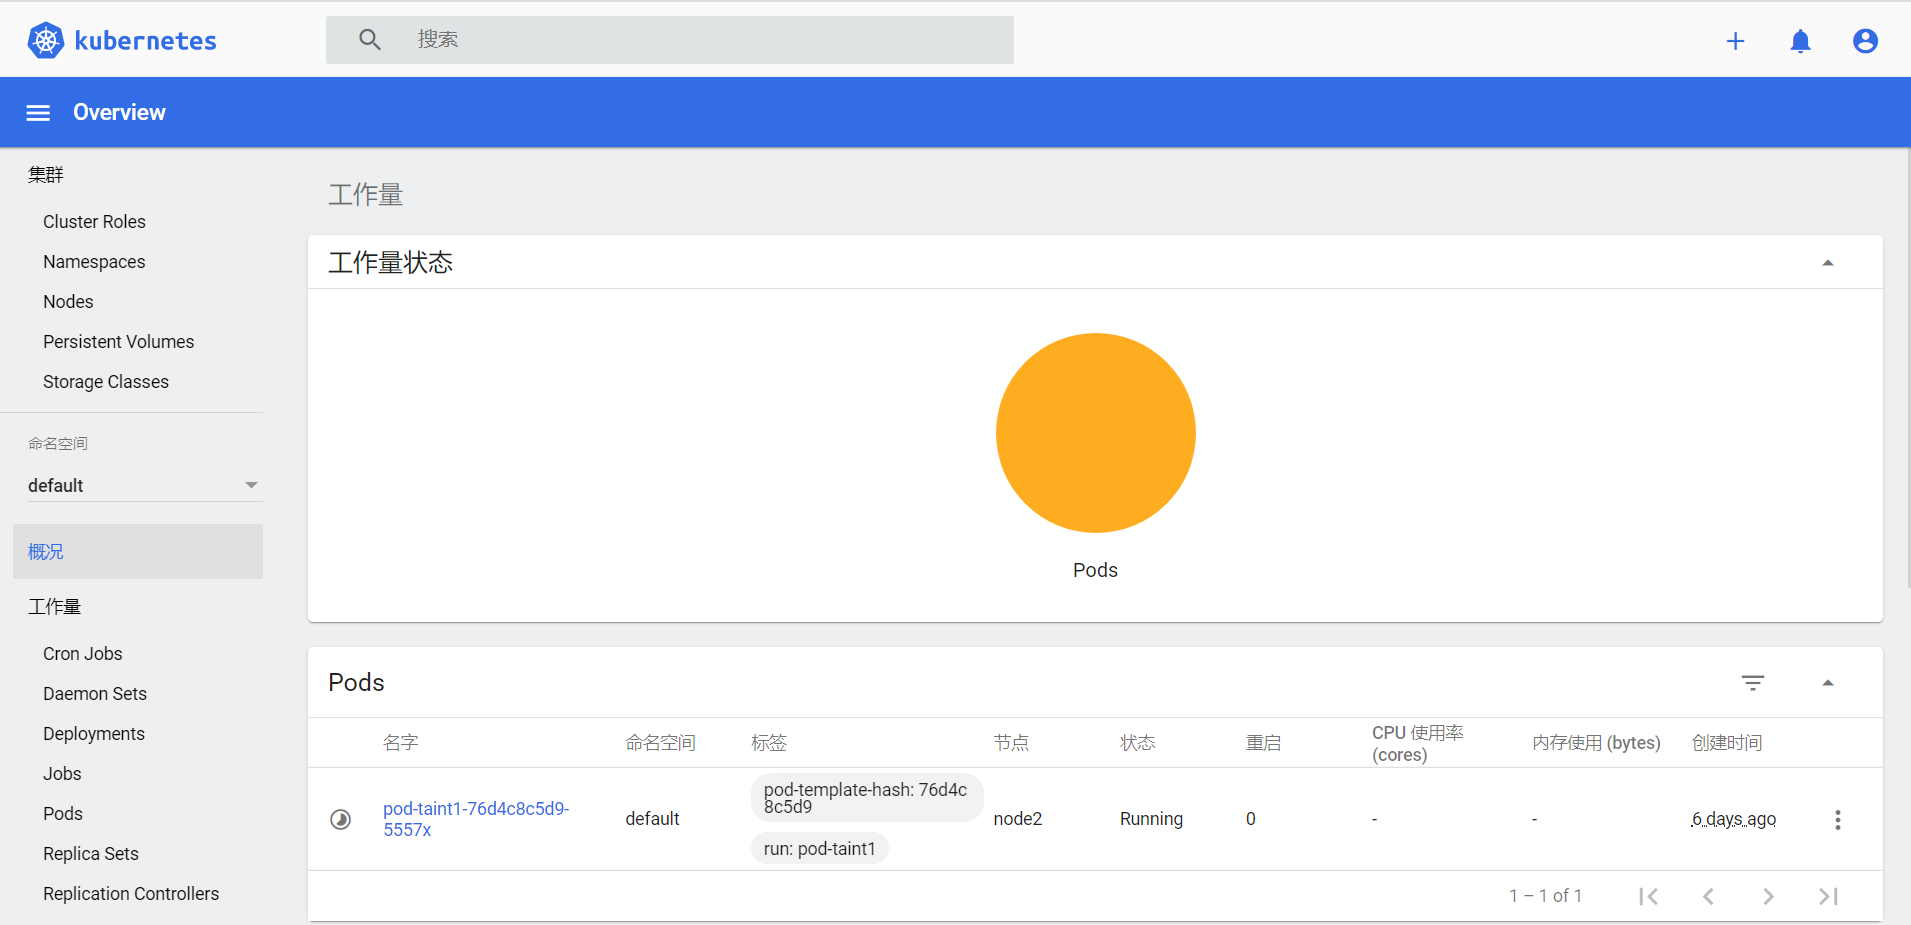 kubernetes
搜索
Overview
集群
Cluster Roles
Namespaces
Nodes
Persistent Volumes
Storage Classes
命名空间
default
概况
工作量
Cron Jobs
Daemon Sets
Deployments
Jobs
Pods
Replica Sets
Replication Controllers
工作量
工作量状态
Pods
Pods
名字 命名空间 标签 节点 状态 重启 CPU 使用率 (cores) 内存使用 (bytes) 创建时间
pod-taint1-76d4c8c5d9-
5557x
default
pod-template-hash: 76d4c
8c5d9
run: pod-taint1
node2 Running 0 - - 6 days ago
1 – 1 of 1